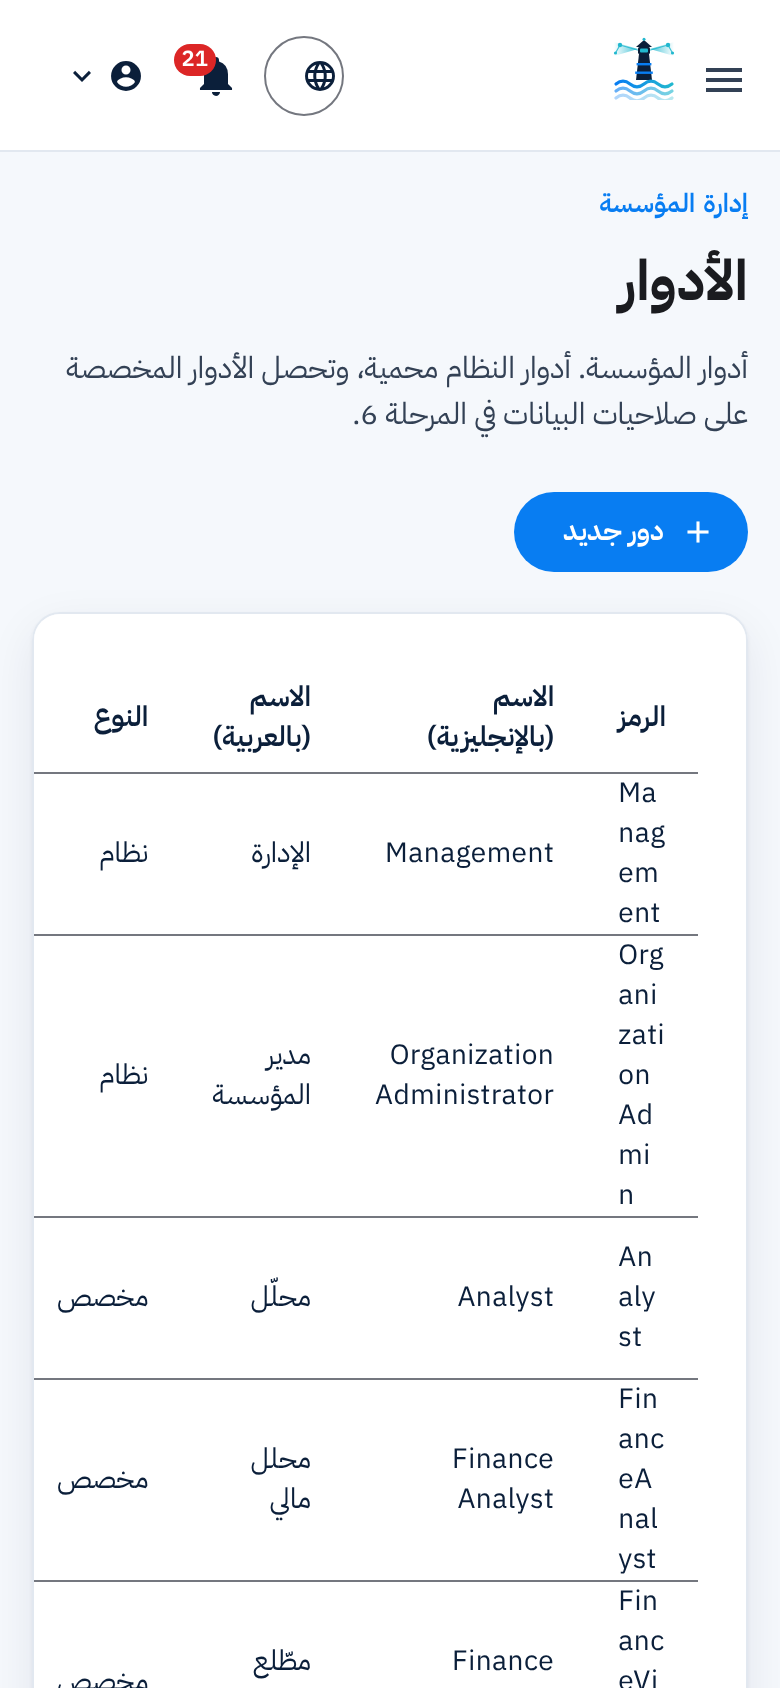 21
إدارة المؤسسة
الأدوار
أدوار المؤسسة. أدوار النظام محمية، وتحصل الأدوار المخصصة
على صلاحيات البيانات في المرحلة 6.
+ دور جديد
الرمز
الاسم
(بالإنجليزية)
الاسم
(بالعربية)
النوع
Ma
nag
em
ent
Management
الإدارة
نظام
Org
ani
zati
on
Ad
mi
n
Organization
Administrator
مدير
المؤسسة
نظام
An
aly
st
Analyst
محلّل
مخصص
Fin
anc
eA
nal
yst
Finance
Analyst
محلل
مالي
مخصص
Fin
anc
eVi
Finance
مطّلع
مخصص